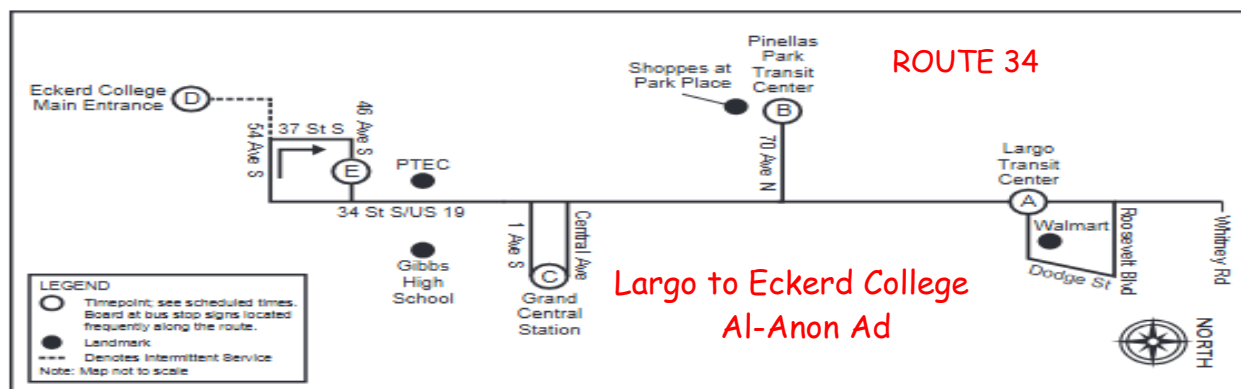 ROUTE 34
Pinellas
Park
Transit
Center
Shoppes at
Park Place
B
70 Ave N
Eckerd College
Main Entrance
D
54 Ave S
37 St S
46 Ave S
E
PTEC
34 St S/US 19
Gibbs
High
School
1 Ave S
Central Ave
C
Grand
Central
Station
Largo
Transit
Center
A
Walmart
Dodge St
Roosevelt Blvd
Whitney Rd
Largo to Eckerd College
Al-Anon Ad
NORTH
LEGEND
Timepoint; see scheduled times.
Board at bus stop signs located
frequently along the route.
Landmark
Denotes Intermittent Service
Note: Map not to scale